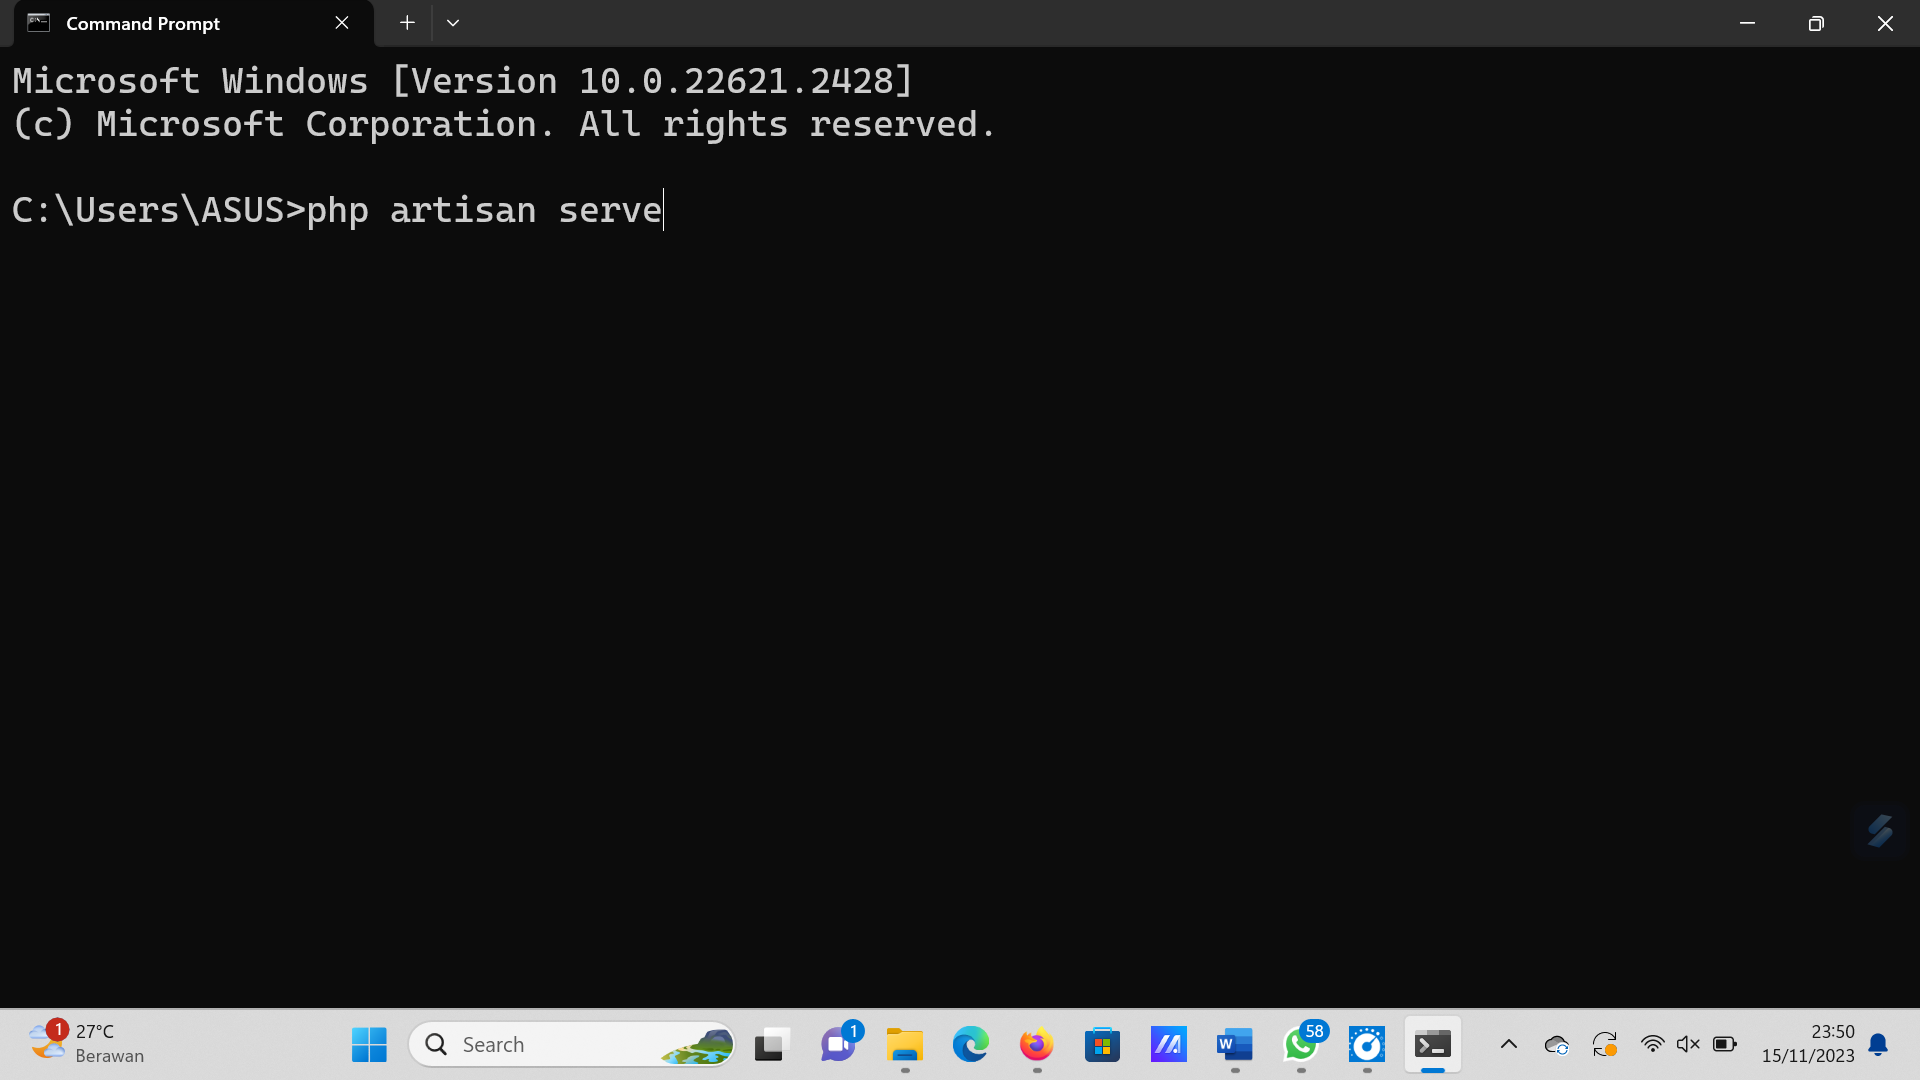 Command Prompt
Microsoft Windows [Version 10.0.22621.2428]
(c) Microsoft Corporation. All rights reserved.
C:\Users\ASUS>php artisan serve
1
27°C
Berawan
Search
1
W
58
23:50
15/11/2023